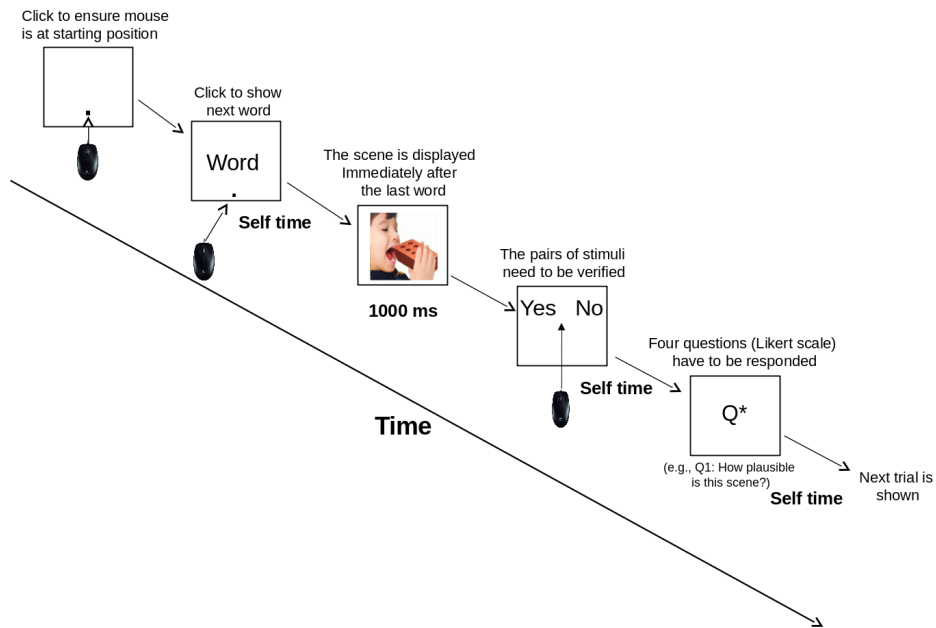 Click to ensure mouse
is at starting position
Click to show
next word
Word
Self time
The scene is displayed
Immediately after
the last word
1000 ms
The pairs of stimuli
need to be verified
Yes No
Self time
Four questions (Likert scale)
have to be responded
Q*
(e.g., Q1: How plausible
is this scene?)
Self time
Next trial is
shown
Time